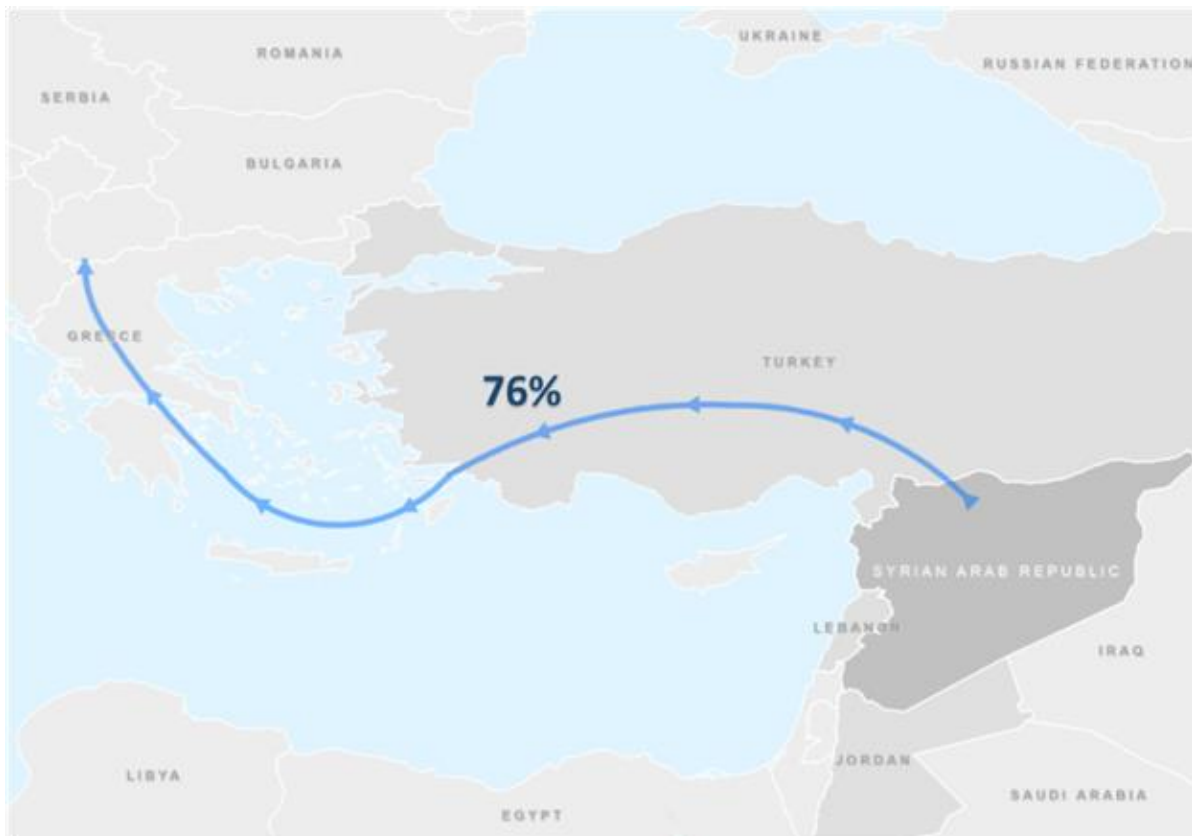 UKRAINE
ROMANIA
RUSSIAN FEDERATION
SERBIA
BULGARIA
GREECE
TURKEY
76%
SYRIAN ARAB REPUBLIC
LEBANON
IRAQ
JORDAN
LIBYA
SAUDI ARABIA
EGYPT